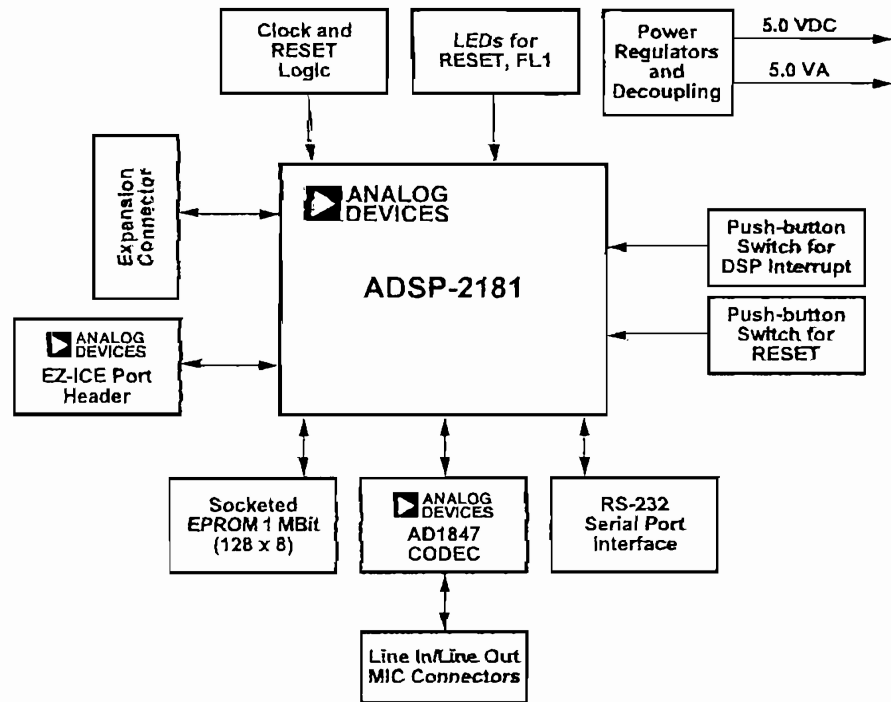 Clock and
RESET
Logic
LEDs for
RESET, FL1
Power
Regulators
and
Decoupling
5.0 VDC
5.0 VA
Expansion
Connector
ANALOG
DEVICES
ADSP-2181
Push-button
Switch for
DSP Interrupt
Push-button
Switch for
RESET
ANALOG
DEVICES
EZ-ICE Port
Header
Socketed
EPROM 1 MBit
(128 x 8)
ANALOG
DEVICES
AD1847
CODEC
RS-232
Serial Port
Interface
Line In/Line Out
MIC Connectors